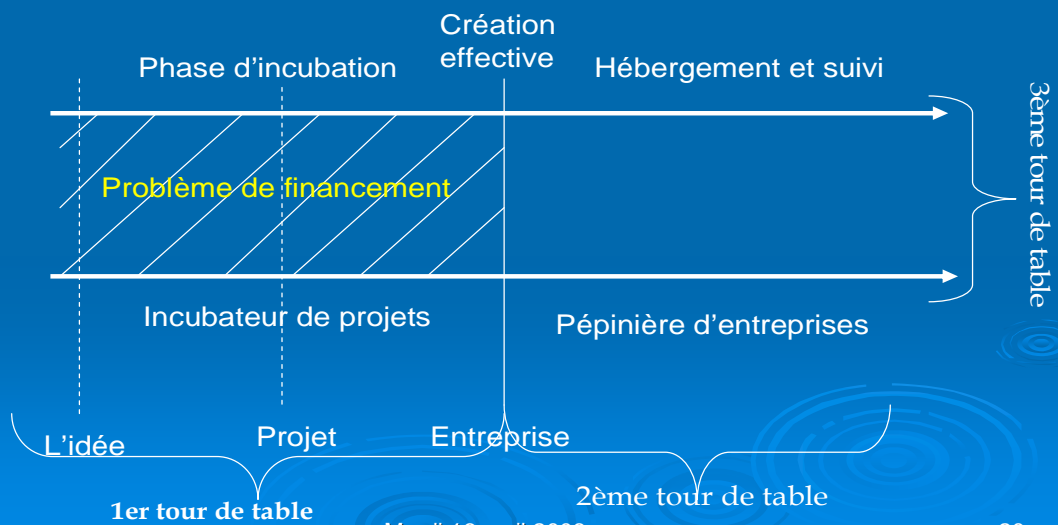 Création
effective
Phase d'incubation
Hébergement et suivi
3ème tour de table
Problème de financement
Incubateur de projets
Pépinière d'entreprises
L'idée
Projet
Entreprise
2ème tour de table
1er tour de table